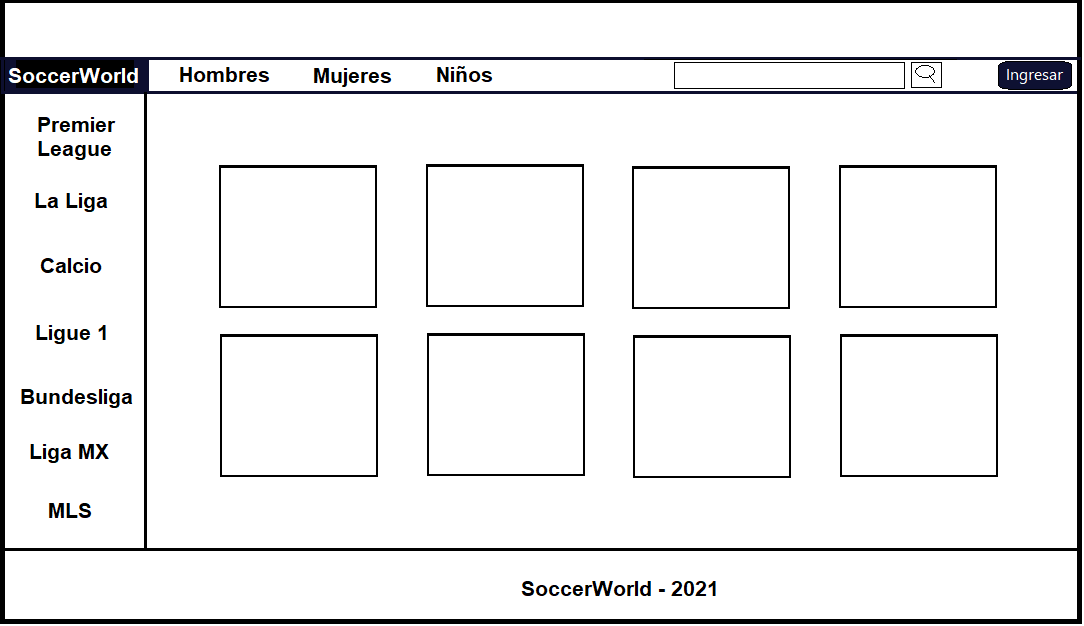 SoccerWorld
Hombres
Mujeres
Niños
Ingresar
Premier
League
La Liga
Calcio
Ligue 1
Bundesliga
Liga MX
MLS
SoccerWorld - 2021